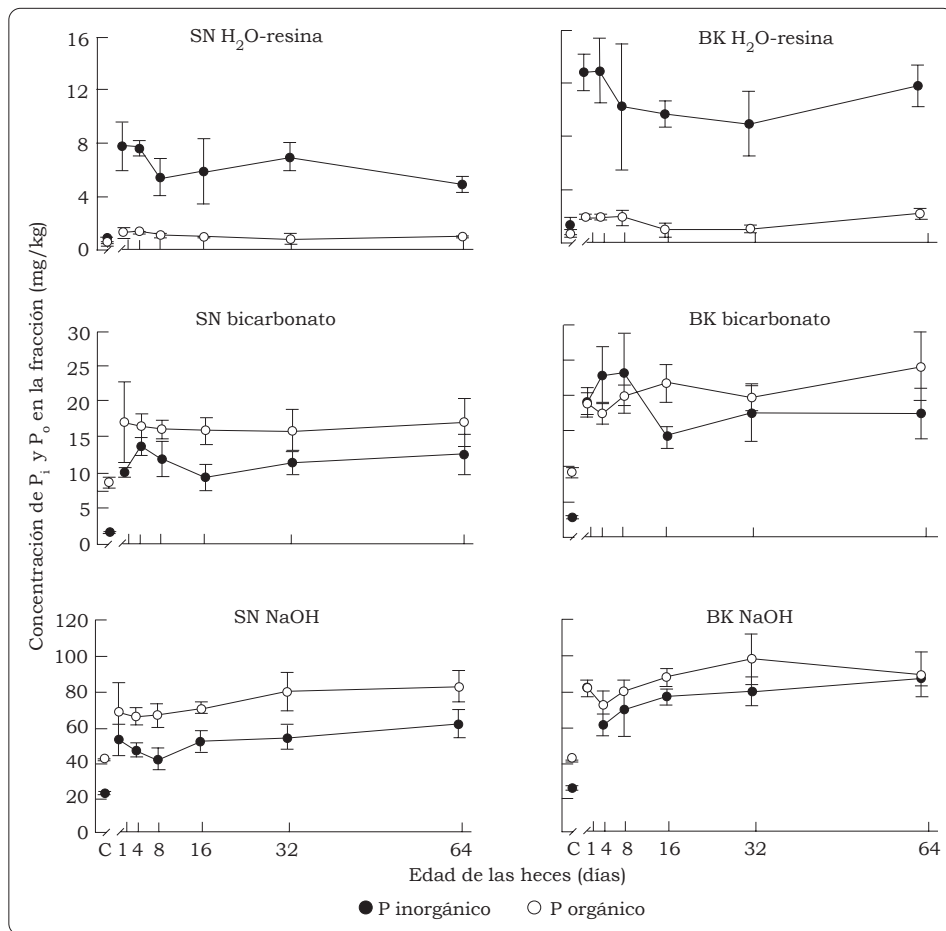 SN H₂O-resina
BK H₂O-resina
16
12
8
4
0
SN bicarbonato
BK bicarbonato
30
25
20
15
10
5
0
SN NaOH
BK NaOH
120
100
80
60
40
20
0
C 1 4 8 16 32 64
C 1 4 8 16 32 64
Concentración de Pᵢ y Pₒ en la fracción (mg/kg)
Edad de las heces (días)
P inorgánico P orgánico